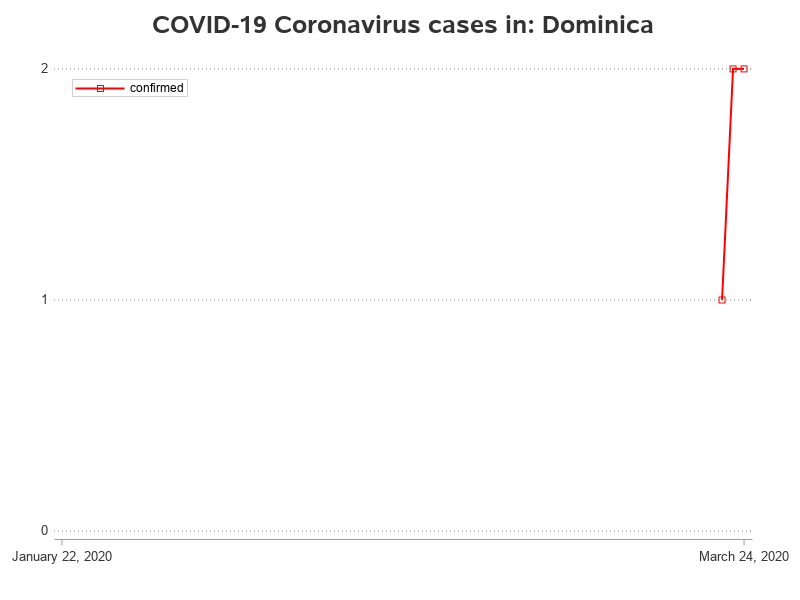 COVID-19 Coronavirus cases in: Dominica
2
confirmed
1
0
January 22, 2020
March 24, 2020